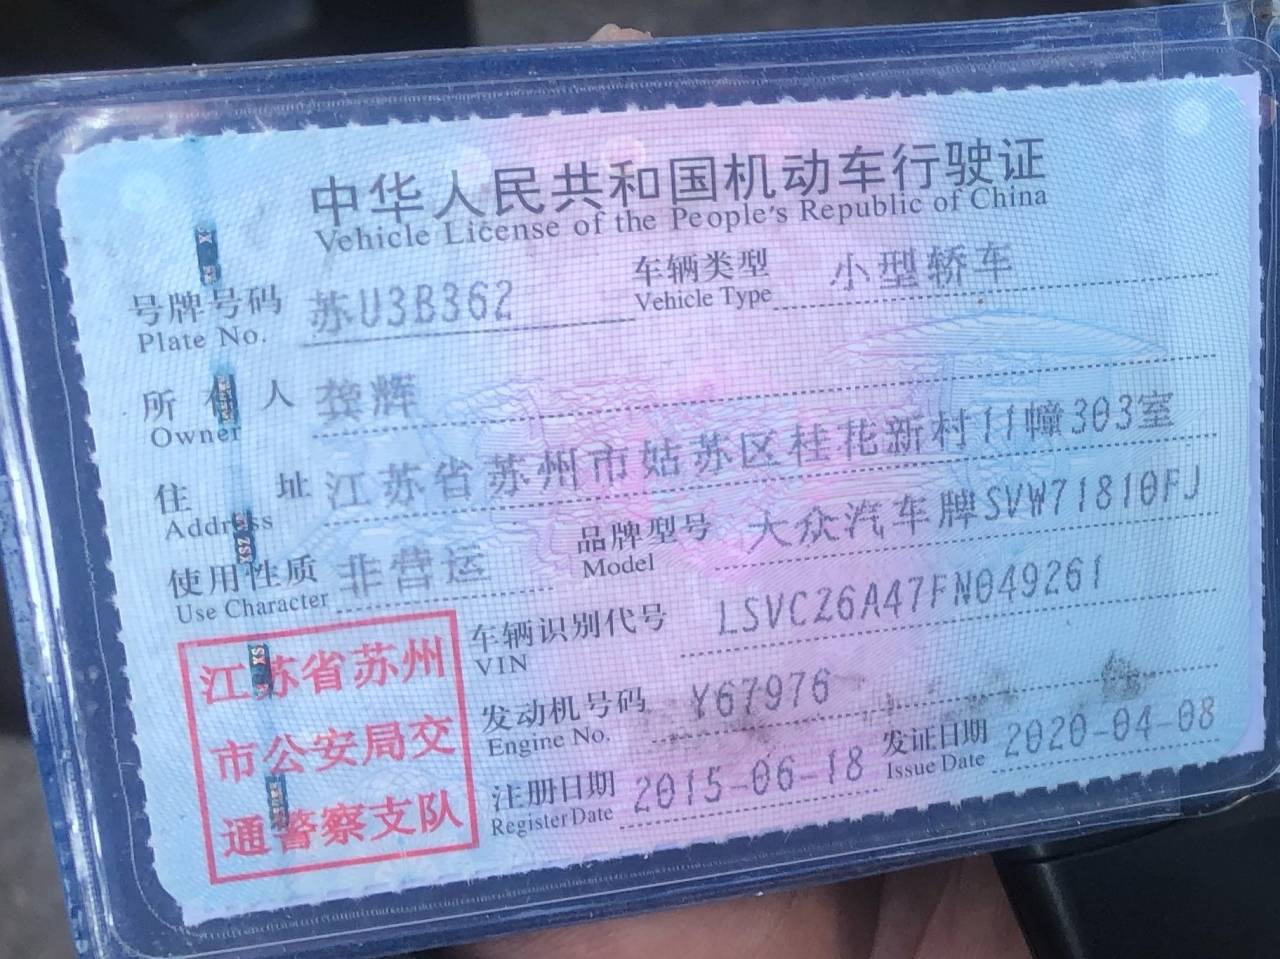 中华人民共和国机动车行驶证
Vehicle License of the People's Republic of China
号牌号码 苏U3B362 车辆类型 小型轿车
Plate No. Vehicle Type
所有人 龚辉
Owner
住址 江苏省苏州市姑苏区桂花新村11幢303室
Address
使用性质 非营运 品牌型号 大众汽车牌SVW71810FJ
Use Character Model
车辆识别代号 LSVCZ6A47FN049261
VIN
发动机号码 Y67976
Engine No.
注册日期 2015-06-18 发证日期 2020-04-08
Register Date Issue Date
江苏省苏州
市公安局交
通警察支队